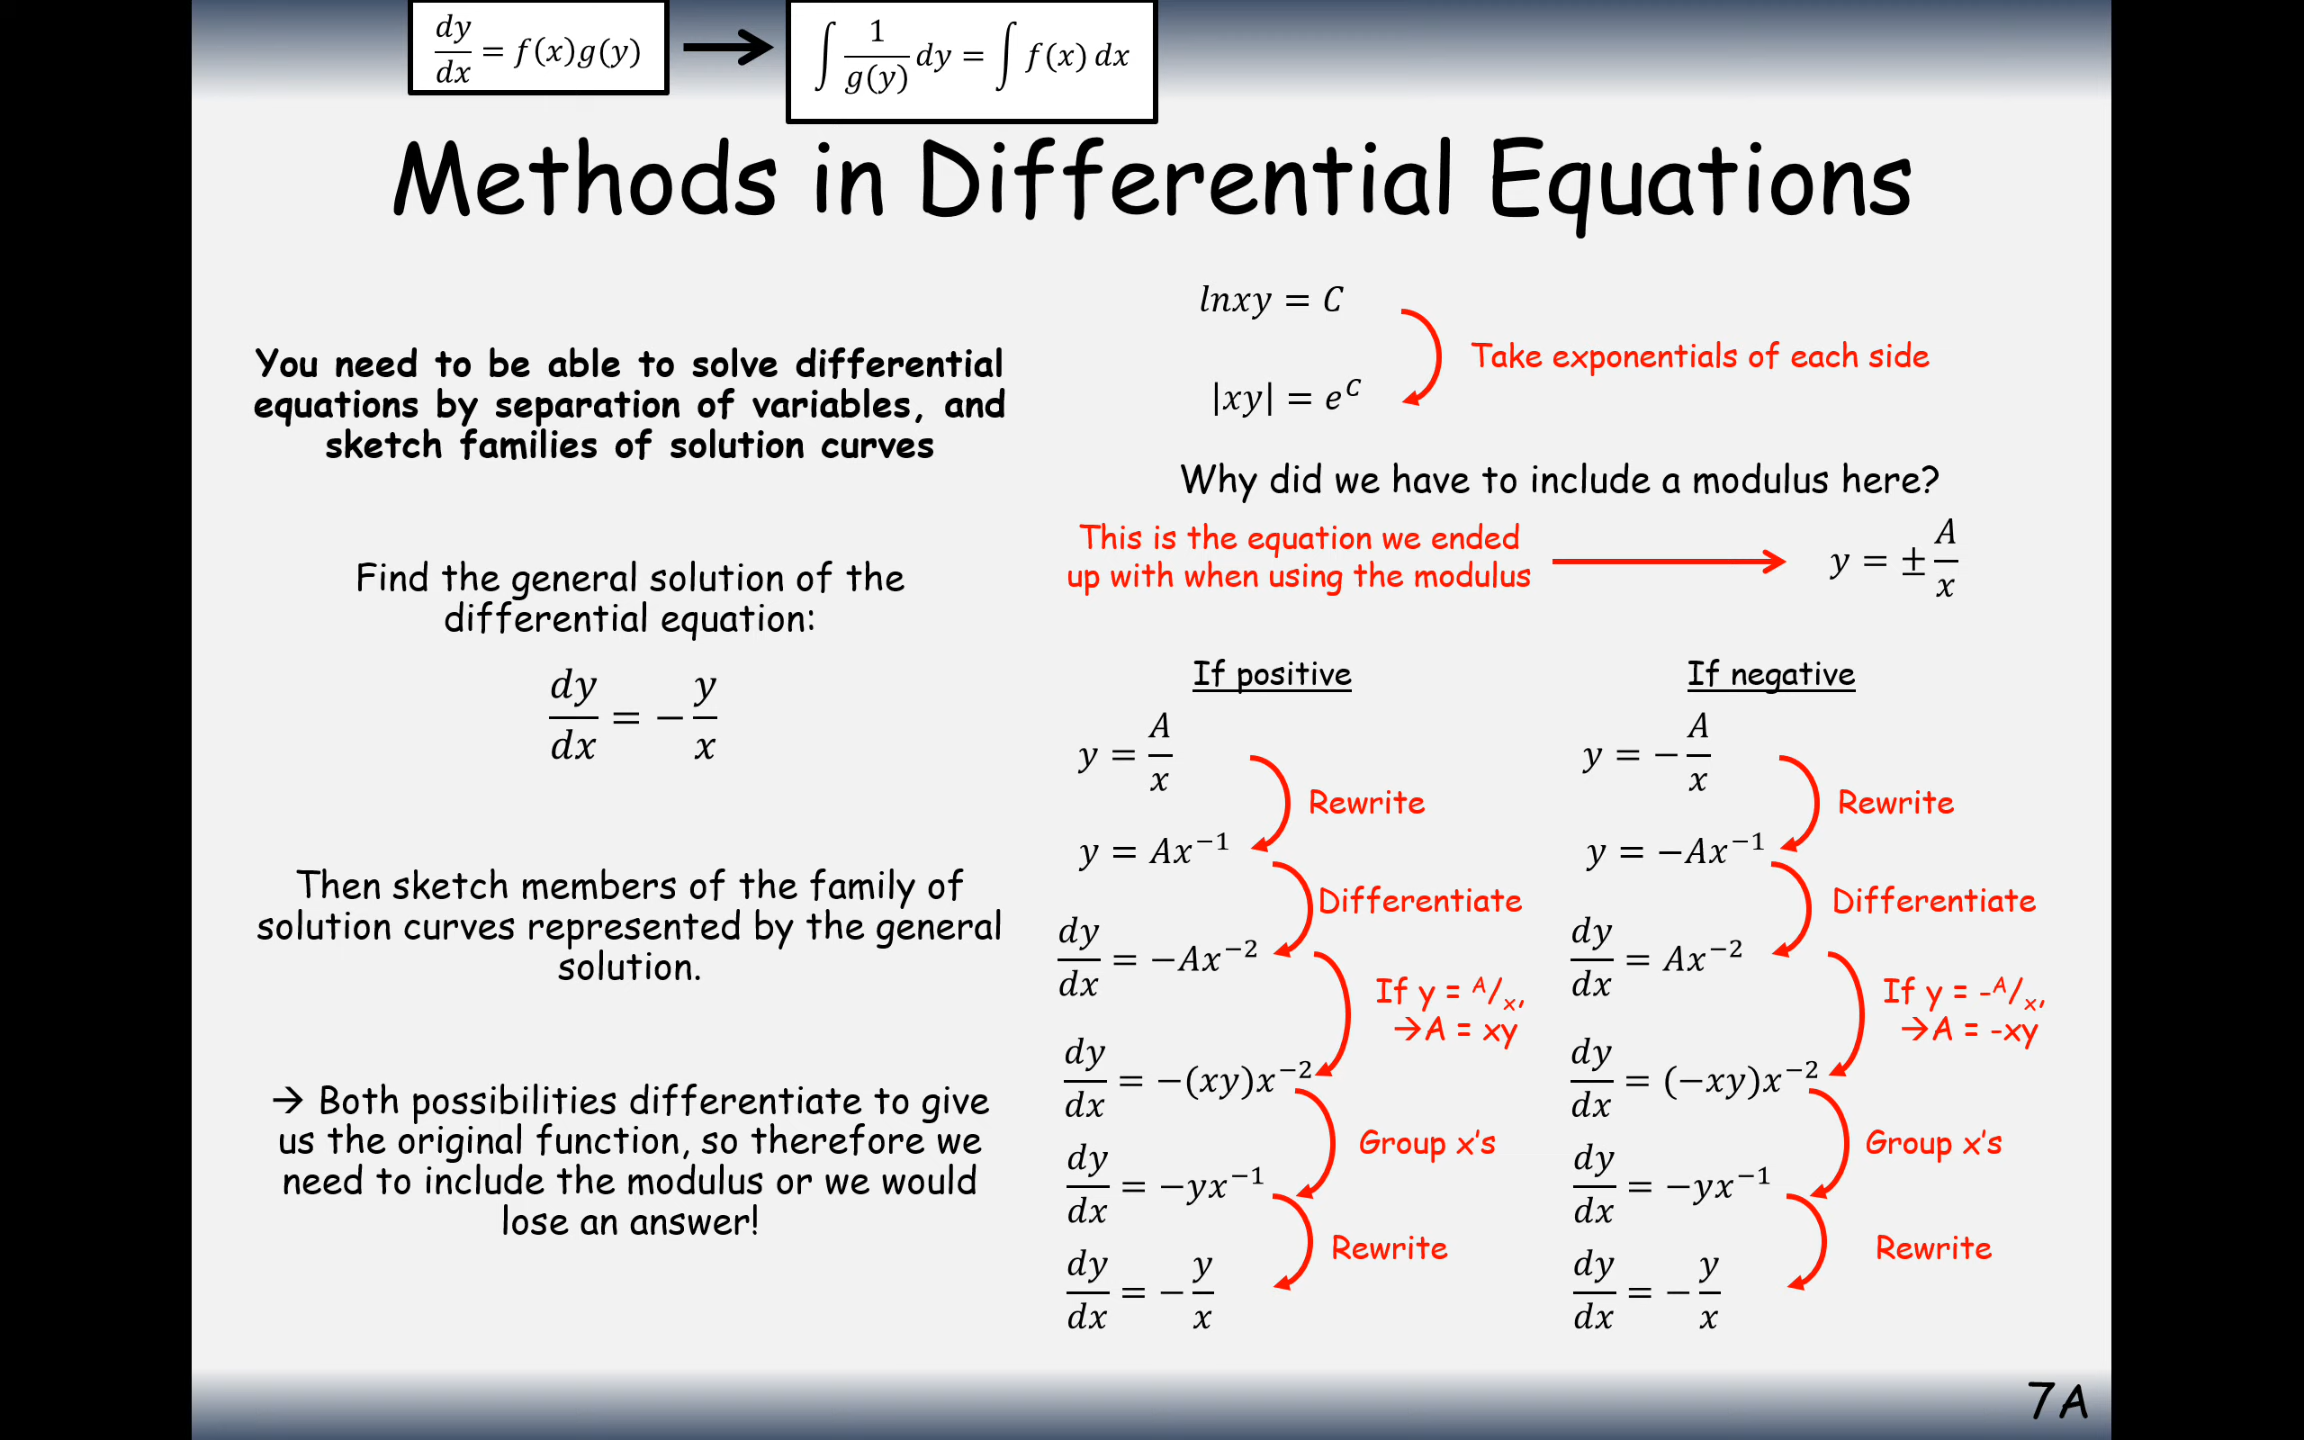 dy/dx = f(x)g(y) → ∫ 1/g(y) dy = ∫ f(x) dx
Methods in Differential Equations
You need to be able to solve differential
equations by separation of variables, and
sketch families of solution curves
Find the general solution of the
differential equation:
dy/dx = − y/x
Then sketch members of the family of
solution curves represented by the general
solution.
→ Both possibilities differentiate to give
us the original function, so therefore we
need to include the modulus or we would
lose an answer!
lnxy = C
Take exponentials of each side
|xy| = e^C
Why did we have to include a modulus here?
This is the equation we ended
up with when using the modulus
y = ± A/x
If positive
y = A/x
Rewrite
y = Ax⁻¹
Differentiate
dy/dx = −Ax⁻²
If y = A/x,
→A = xy
dy/dx = −(xy)x⁻²
Group x's
dy/dx = −yx⁻¹
Rewrite
dy/dx = − y/x
If negative
y = − A/x
Rewrite
y = −Ax⁻¹
Differentiate
dy/dx = Ax⁻²
If y = -A/x,
→A = -xy
dy/dx = (−xy)x⁻²
Group x's
dy/dx = −yx⁻¹
Rewrite
dy/dx = − y/x
7A